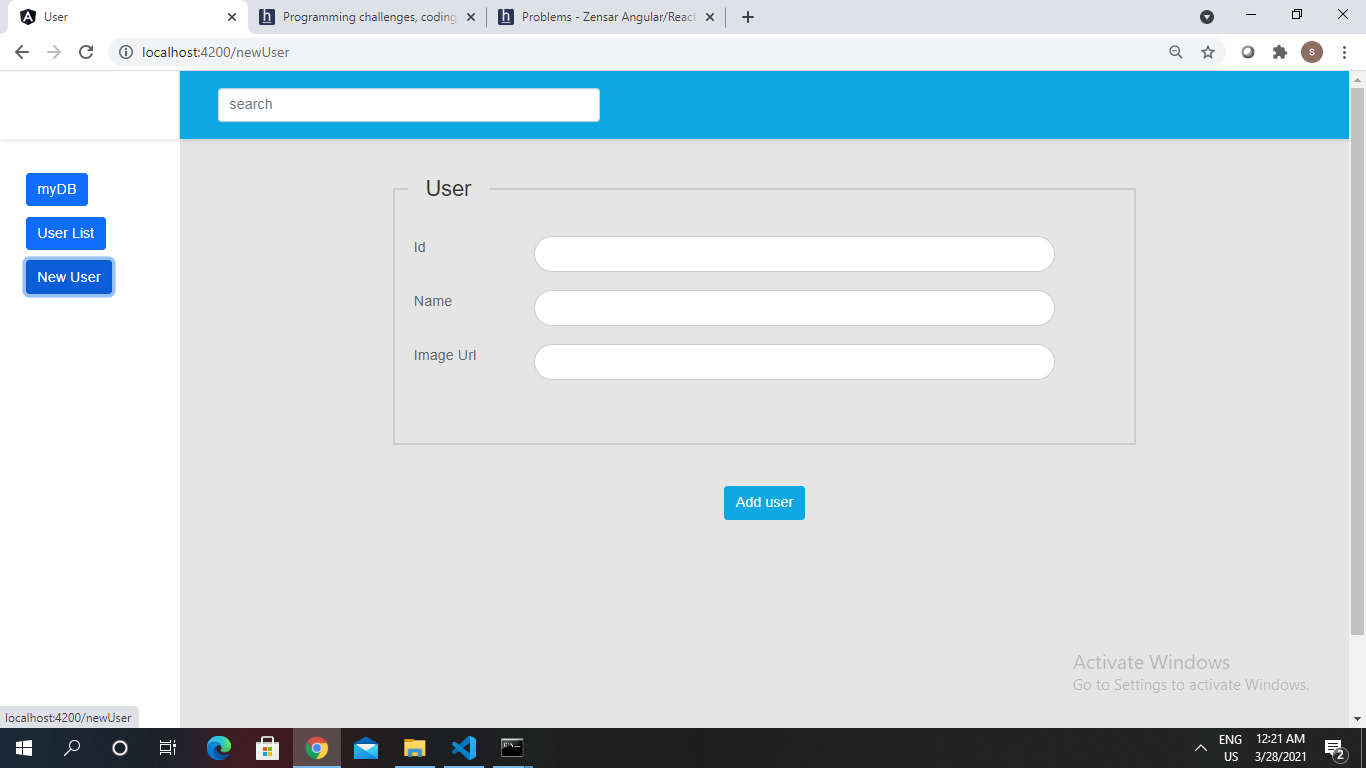 User
Programming challenges, coding
Problems - Zensar Angular/React
localhost:4200/newUser
S
search
myDB
User List
New User
User
Id
Name
Image Url
Add user
Activate Windows
Go to Settings to activate Windows.
localhost:4200/newUser
ENG
US
12:21 AM
3/28/2021
2